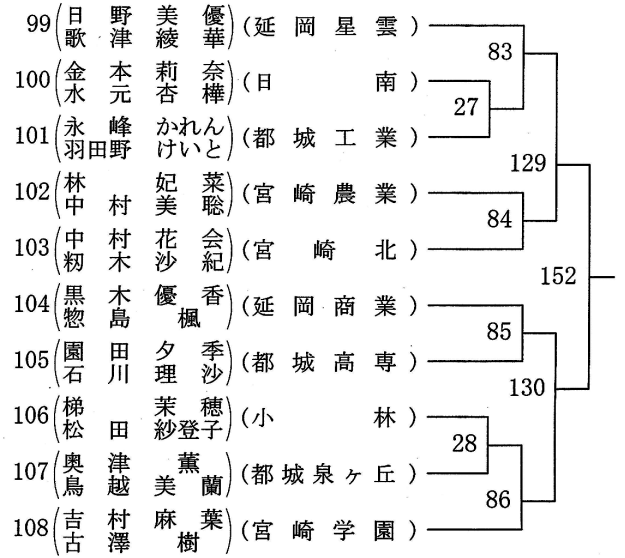 99 日野美優 (延岡星雲)
歌津綾華
83
100 金本莉奈 (日南)
水元杏樺
27
101 永峰かれん (都城工業)
羽田野けいと
129
102 林妃菜 (宮崎農業)
中村美聡
84
103 中村花会 (宮崎北)
籾木沙紀
152
104 黒木優香 (延岡商業)
惣島楓
85
105 園田夕季 (都城高専)
石川理沙
130
106 梯茉穂 (小林)
松田紗登子
28
107 奥津薫 (都城泉ヶ丘)
鳥越美蘭
86
108 吉村麻葉 (宮崎学園)
古澤樹